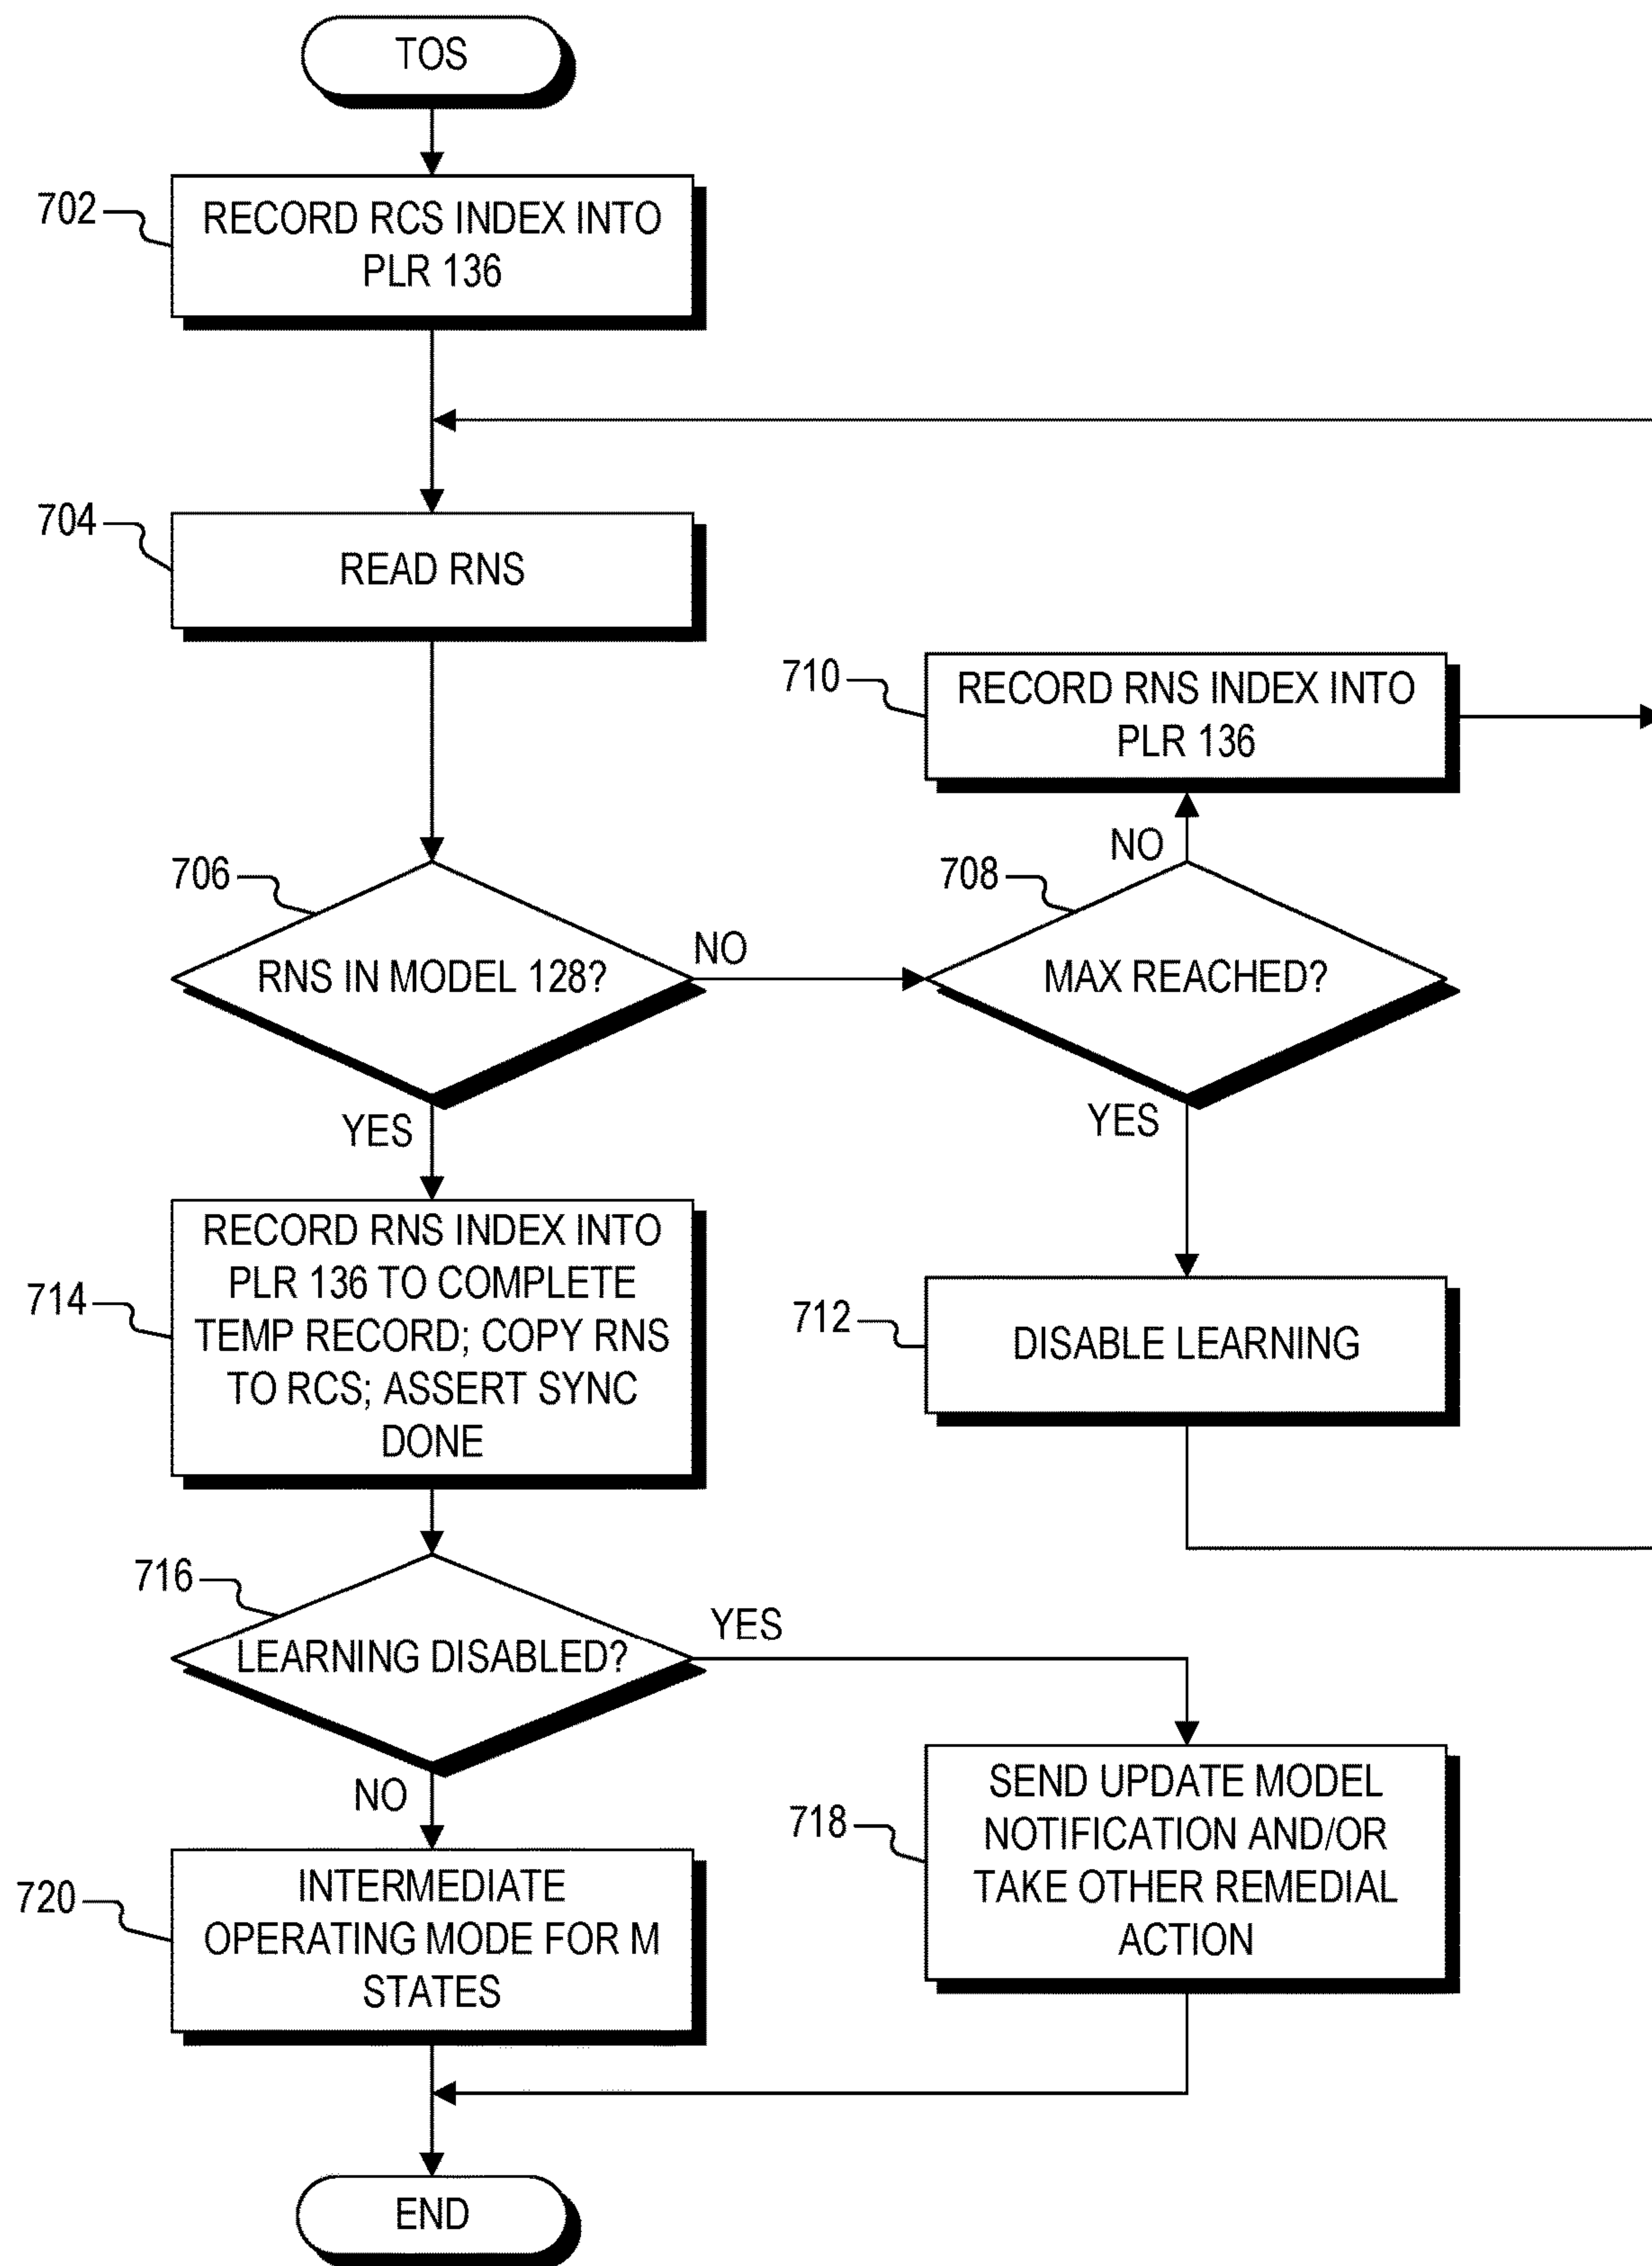 TOS
702
RECORD RCS INDEX INTO
PLR 136
704
READ RNS
710
RECORD RNS INDEX INTO
PLR 136
NO
706
708
RNS IN MODEL 128?
NO
MAX REACHED?
YES
YES
714
RECORD RNS INDEX INTO
PLR 136 TO COMPLETE
TEMP RECORD; COPY RNS
TO RCS; ASSERT SYNC
DONE
712
DISABLE LEARNING
716
LEARNING DISABLED?
YES
NO
718
SEND UPDATE MODEL
NOTIFICATION AND/OR
TAKE OTHER REMEDIAL
ACTION
720
INTERMEDIATE
OPERATING MODE FOR M
STATES
END